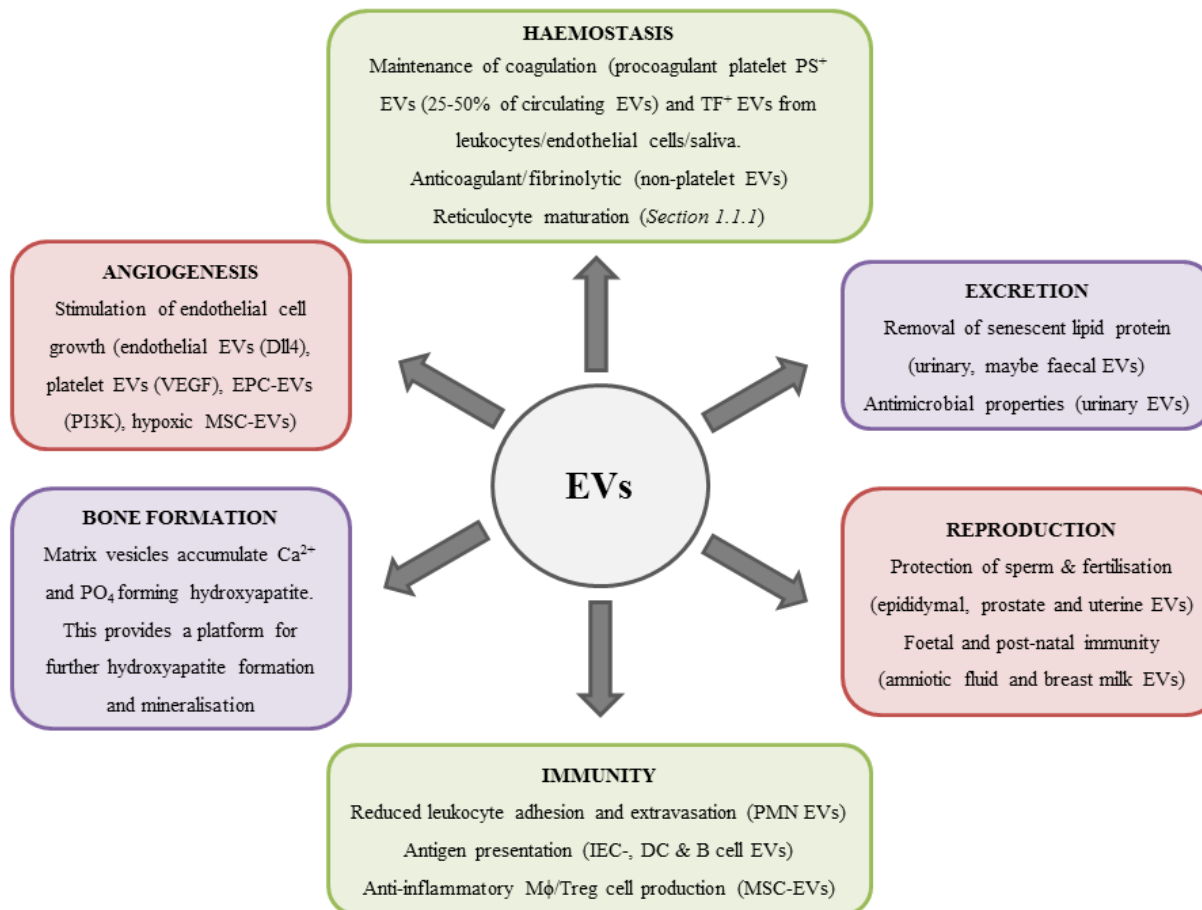 HAEMOSTASIS
Maintenance of coagulation (procoagulant platelet PS⁺
EVs (25-50% of circulating EVs) and TF⁺ EVs from
leukocytes/endothelial cells/saliva.
Anticoagulant/fibrinolytic (non-platelet EVs)
Reticulocyte maturation (Section 1.1.1)
ANGIOGENESIS
Stimulation of endothelial cell
growth (endothelial EVs (Dll4),
platelet EVs (VEGF), EPC-EVs
(PI3K), hypoxic MSC-EVs)
EXCRETION
Removal of senescent lipid protein
(urinary, maybe faecal EVs)
Antimicrobial properties (urinary EVs)
EVs
BONE FORMATION
Matrix vesicles accumulate Ca²⁺
and PO₄ forming hydroxyapatite.
This provides a platform for
further hydroxyapatite formation
and mineralisation
REPRODUCTION
Protection of sperm & fertilisation
(epididymal, prostate and uterine EVs)
Foetal and post-natal immunity
(amniotic fluid and breast milk EVs)
IMMUNITY
Reduced leukocyte adhesion and extravasation (PMN EVs)
Antigen presentation (IEC-, DC & B cell EVs)
Anti-inflammatory Mϕ/Treg cell production (MSC-EVs)